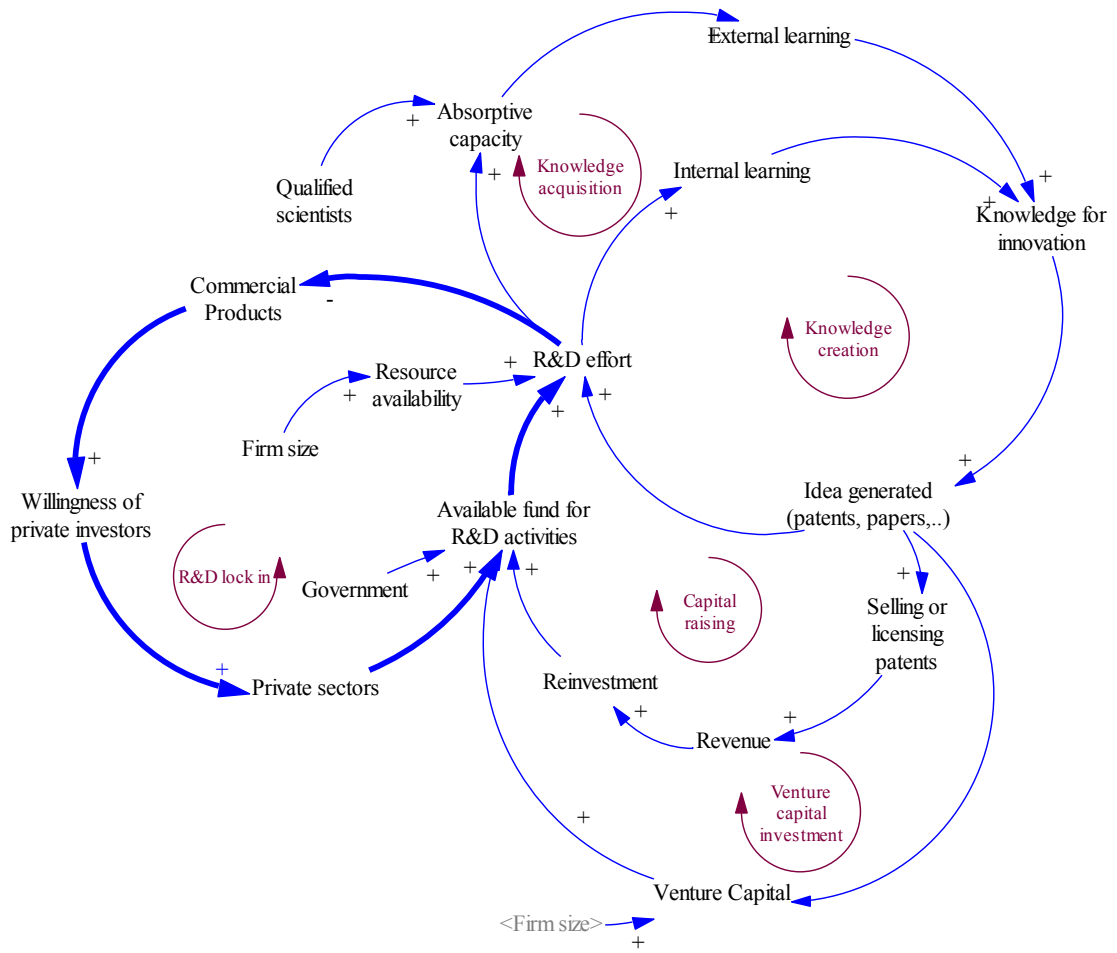 +
External learning
Absorptive
capacity
+
Knowledge
acquisition
+
Internal learning
+
Qualified
scientists
+
+
Knowledge for
innovation
Commercial
Products
-
Knowledge
creation
R&D effort
+
Resource
availability
+
+
+
Firm size
+
Willingness of
private investors
+
Idea generated
(patents, papers,..)
Available fund for
R&D activities
R&D lock in
Government
+
+
+
Capital
raising
+
Selling or
licensing
patents
+
Private sectors
Reinvestment
+
+
Revenue
Venture
capital
investment
+
Venture Capital
<Firm size>
+